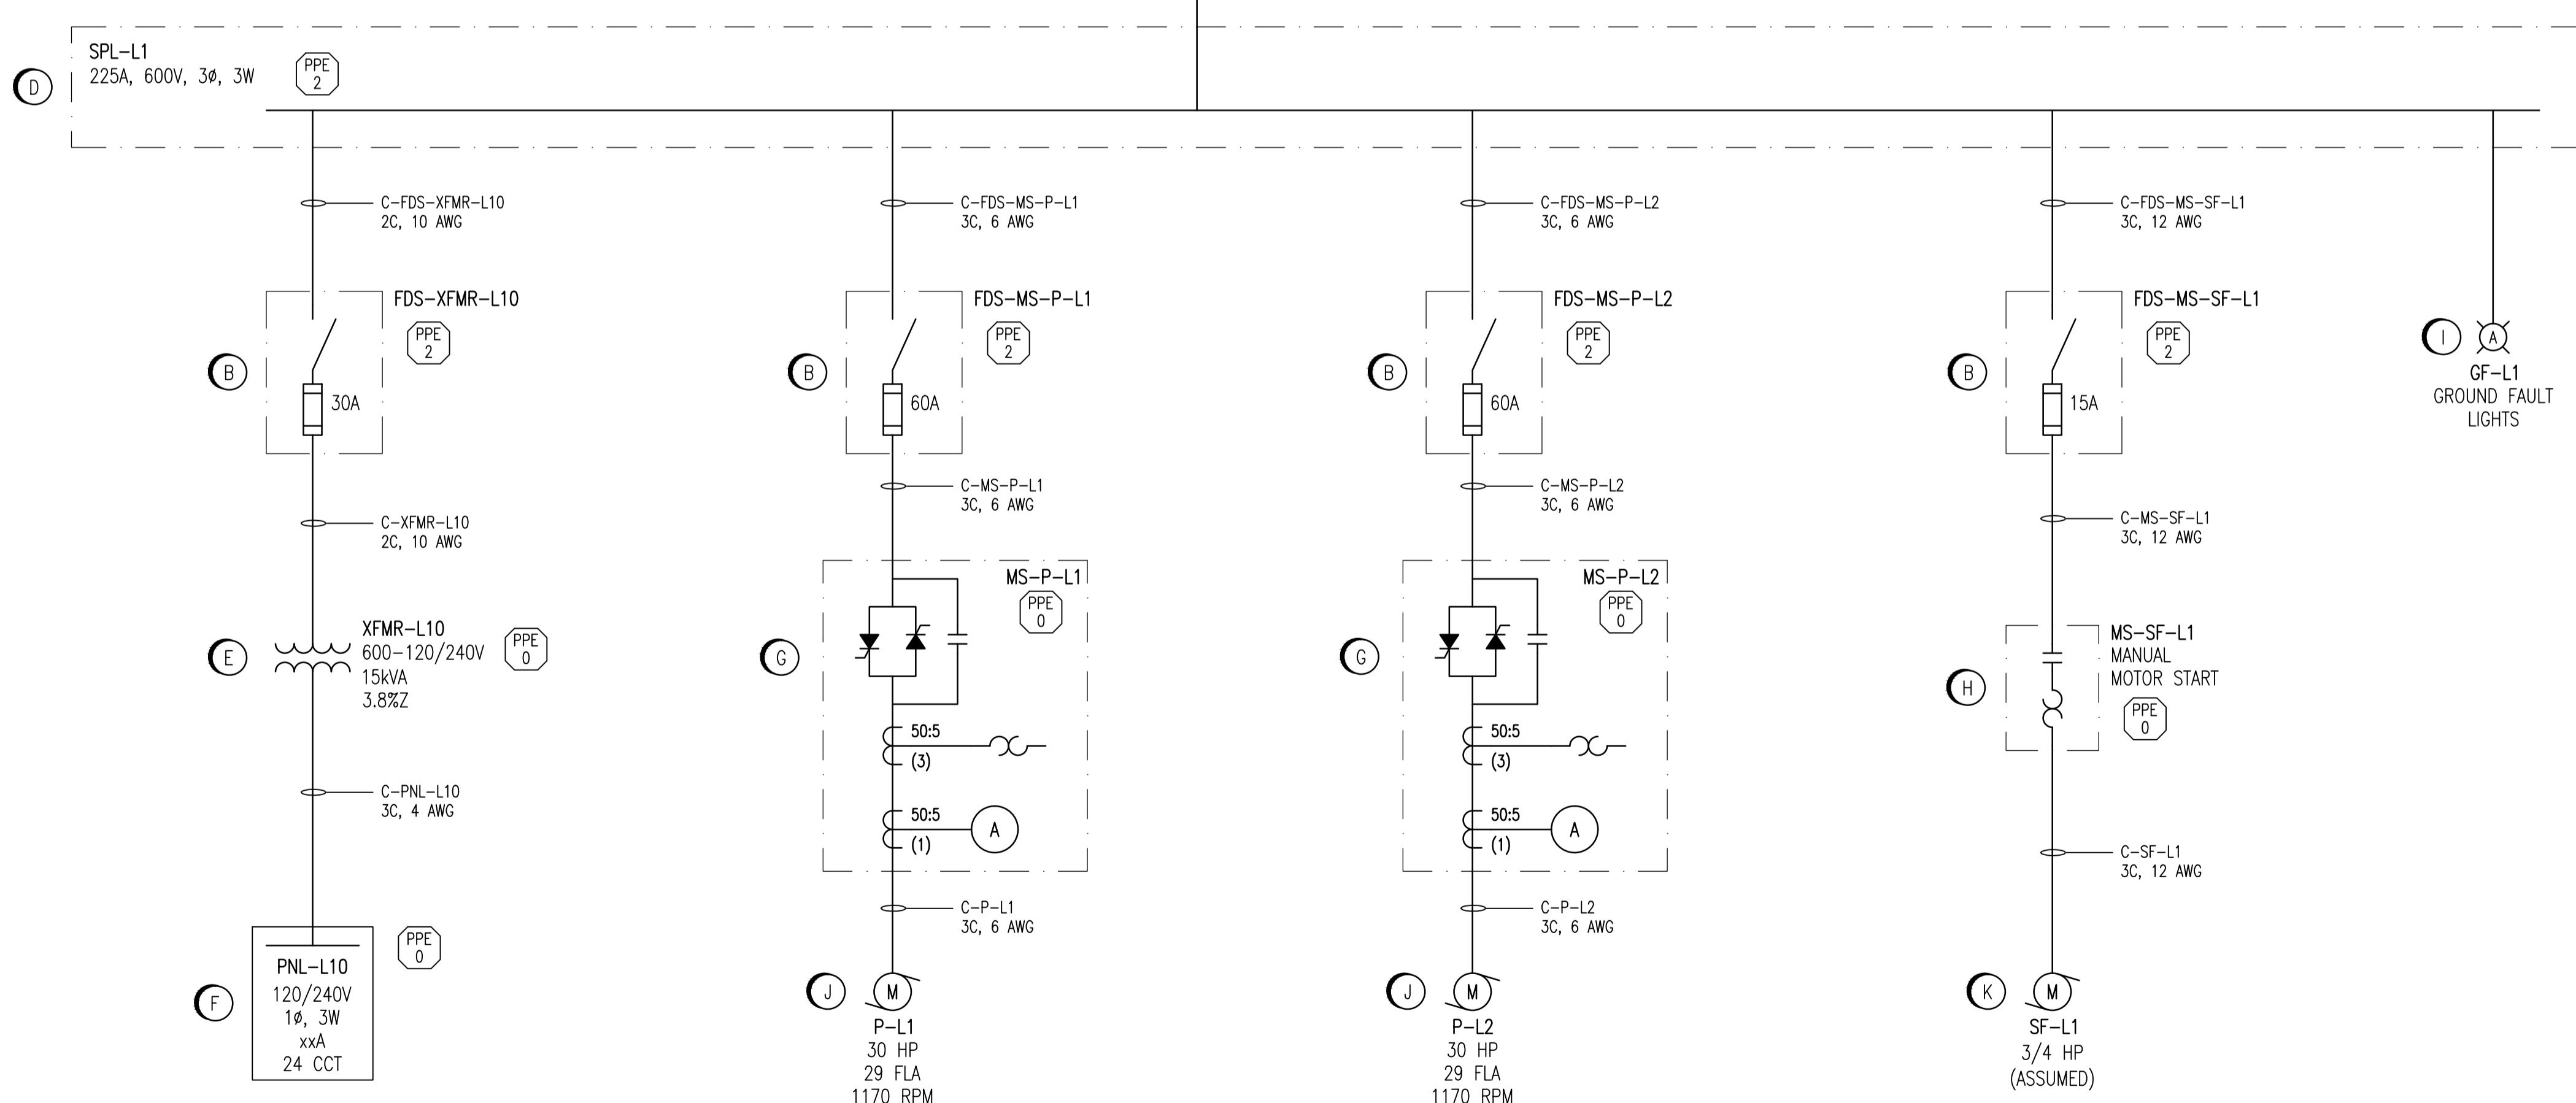 SPL-L1
225A, 600V, 3ø, 3W
PPE
2
D
C-FDS-XFMR-L10
2C, 10 AWG
C-FDS-MS-P-L1
3C, 6 AWG
C-FDS-MS-P-L2
3C, 6 AWG
C-FDS-MS-SF-L1
3C, 12 AWG
FDS-XFMR-L10
PPE
2
B
30A
FDS-MS-P-L1
PPE
2
B
60A
FDS-MS-P-L2
PPE
2
B
60A
FDS-MS-SF-L1
PPE
2
B
15A
I
A
GF-L1
GROUND FAULT
LIGHTS
C-XFMR-L10
2C, 10 AWG
C-MS-P-L1
3C, 6 AWG
C-MS-P-L2
3C, 6 AWG
C-MS-SF-L1
3C, 12 AWG
E
XFMR-L10
600-120/240V
15kVA
3.8%Z
PPE
0
MS-P-L1
PPE
0
G
50:5
(3)
50:5
(1)
A
MS-P-L2
PPE
0
G
50:5
(3)
50:5
(1)
A
MS-SF-L1
MANUAL
MOTOR START
PPE
0
H
C-PNL-L10
3C, 4 AWG
C-P-L1
3C, 6 AWG
C-P-L2
3C, 6 AWG
C-SF-L1
3C, 12 AWG
PPE
0
F
PNL-L10
120/240V
1ø, 3W
xxA
24 CCT
J
M
P-L1
30 HP
29 FLA
1170 RPM
J
M
P-L2
30 HP
29 FLA
1170 RPM
K
M
SF-L1
3/4 HP
(ASSUMED)